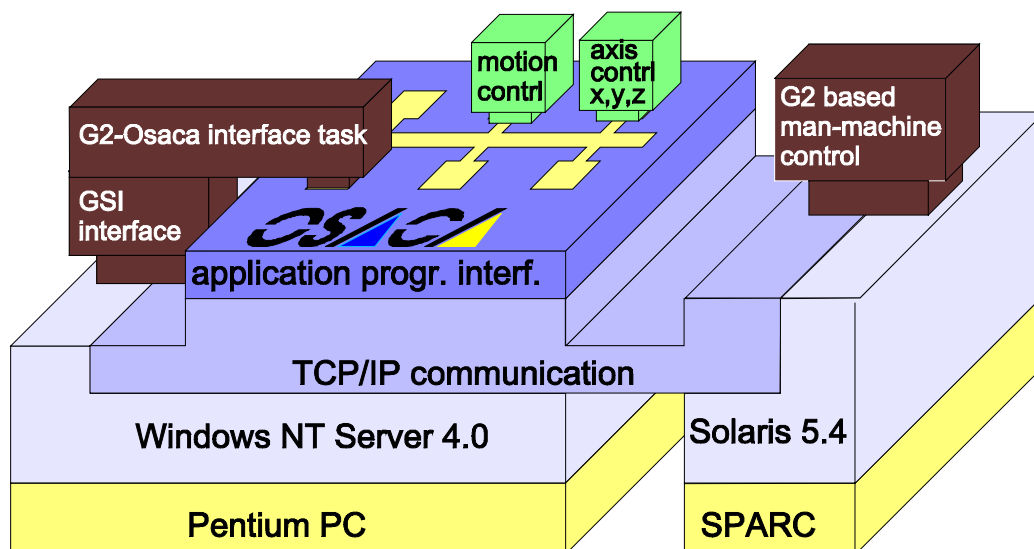 motion
contrl
axis
contrl
x,y,z
G2 based
man-machine
control
G2-Osaca interface task
GSI
interface
OSACA
application progr. interf.
TCP/IP communication
Windows NT Server 4.0
Solaris 5.4
Pentium PC
SPARC